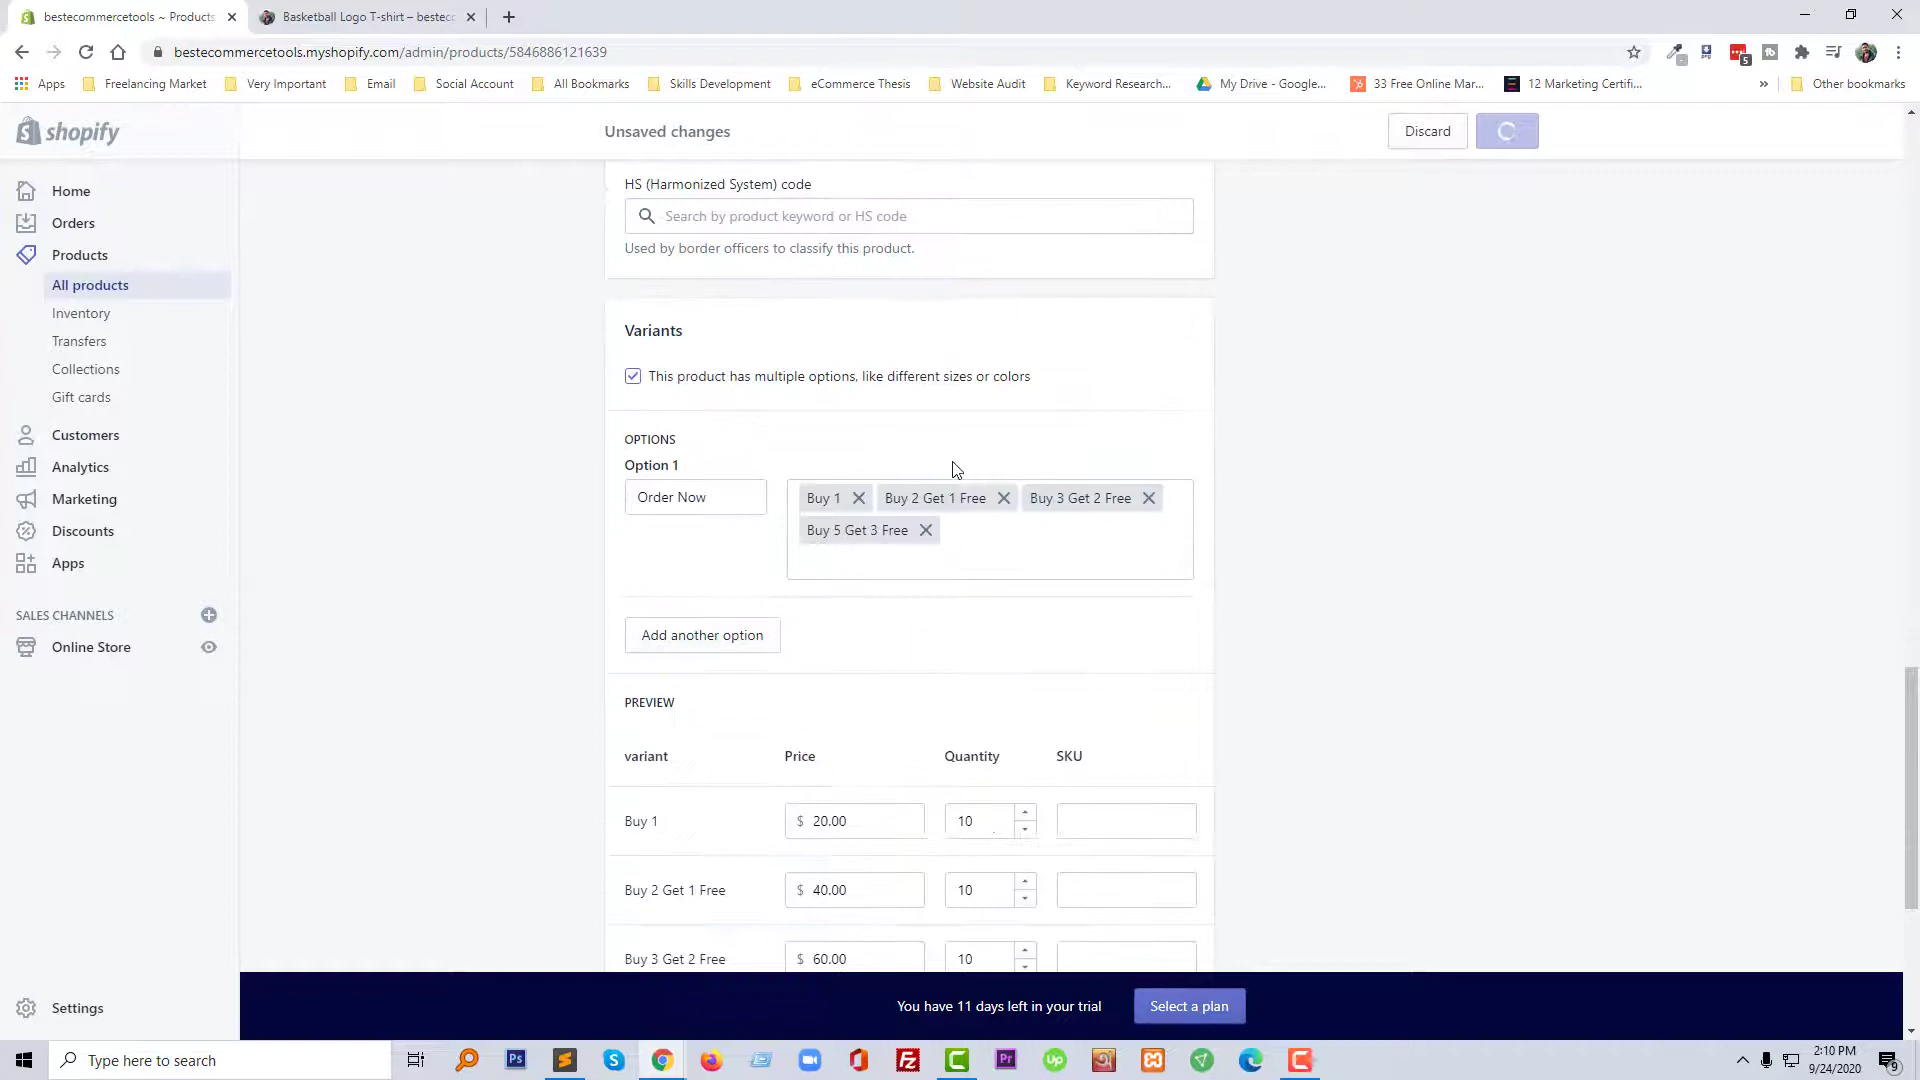 bestecommercetools ~ Products
Basketball Logo T-shirt – bestecc
bestecommercetools.myshopify.com/admin/products/5846886121639
5
Apps
Freelancing Market
Very Important
Email
Social Account
All Bookmarks
Skills Development
eCommerce Thesis
Website Audit
Keyword Research...
My Drive - Google...
33 Free Online Mar...
12 Marketing Certifi...
»
Other bookmarks
shopify
Unsaved changes
Discard
Home
Orders
Products
All products
Inventory
Transfers
Collections
Gift cards
Customers
Analytics
Marketing
Discounts
Apps
SALES CHANNELS
Online Store
Settings
HS (Harmonized System) code
Search by product keyword or HS code
Used by border officers to classify this product.
Variants
This product has multiple options, like different sizes or colors
OPTIONS
Option 1
Order Now
Buy 1
Buy 2 Get 1 Free
Buy 3 Get 2 Free
Buy 5 Get 3 Free
Add another option
PREVIEW
variant Price Quantity SKU
Buy 1 $ 20.00 10
Buy 2 Get 1 Free $ 40.00 10
Buy 3 Get 2 Free $ 60.00 10
You have 11 days left in your trial
Select a plan
Type here to search
Ps
Pr
Up
2:10 PM
9/24/2020
9